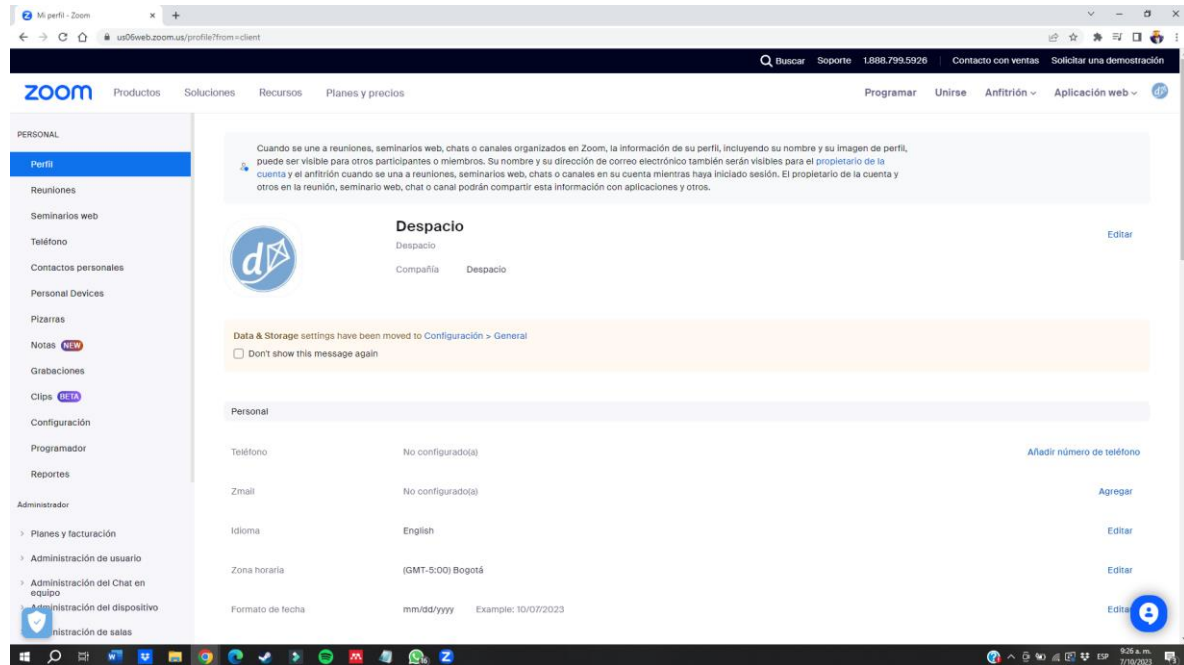 Mi perfil - Zoom
us06web.zoom.us/profile?from=client
Buscar Soporte 1.888.799.5926 Contacto con ventas Solicitar una demostración
zoom Productos Soluciones Recursos Planes y precios Programar Unirse Anfitrión Aplicación web
PERSONAL
Perfil
Reuniones
Seminarios web
Teléfono
Contactos personales
Personal Devices
Pizarras
Notas NEW
Grabaciones
Clips BETA
Configuración
Programador
Reportes
Administrador
Planes y facturación
Administración de usuario
Administración del Chat en
equipo
Administración del dispositivo
nistración de salas
Cuando se une a reuniones, seminarios web, chats o canales organizados en Zoom, la información de su perfil, incluyendo su nombre y su imagen de perfil,
puede ser visible para otros participantes o miembros. Su nombre y su dirección de correo electrónico también serán visibles para el propietario de la
cuenta y el anfitrión cuando se una a reuniones, seminarios web, chats o canales en su cuenta mientras haya iniciado sesión. El propietario de la cuenta y
otros en la reunión, seminario web, chat o canal podrán compartir esta información con aplicaciones y otros.
d
Despacio
Despacio
Compañía Despacio
Editar
Data & Storage settings have been moved to Configuración > General
Don't show this message again
Personal
Teléfono No configurado(a) Añadir número de teléfono
Zmail No configurado(a) Agregar
Idioma English Editar
Zona horaria (GMT-5:00) Bogotá Editar
Formato de fecha mm/dd/yyyy Example: 10/07/2023 Edita
ESP 9:26 a. m.
7/10/2023